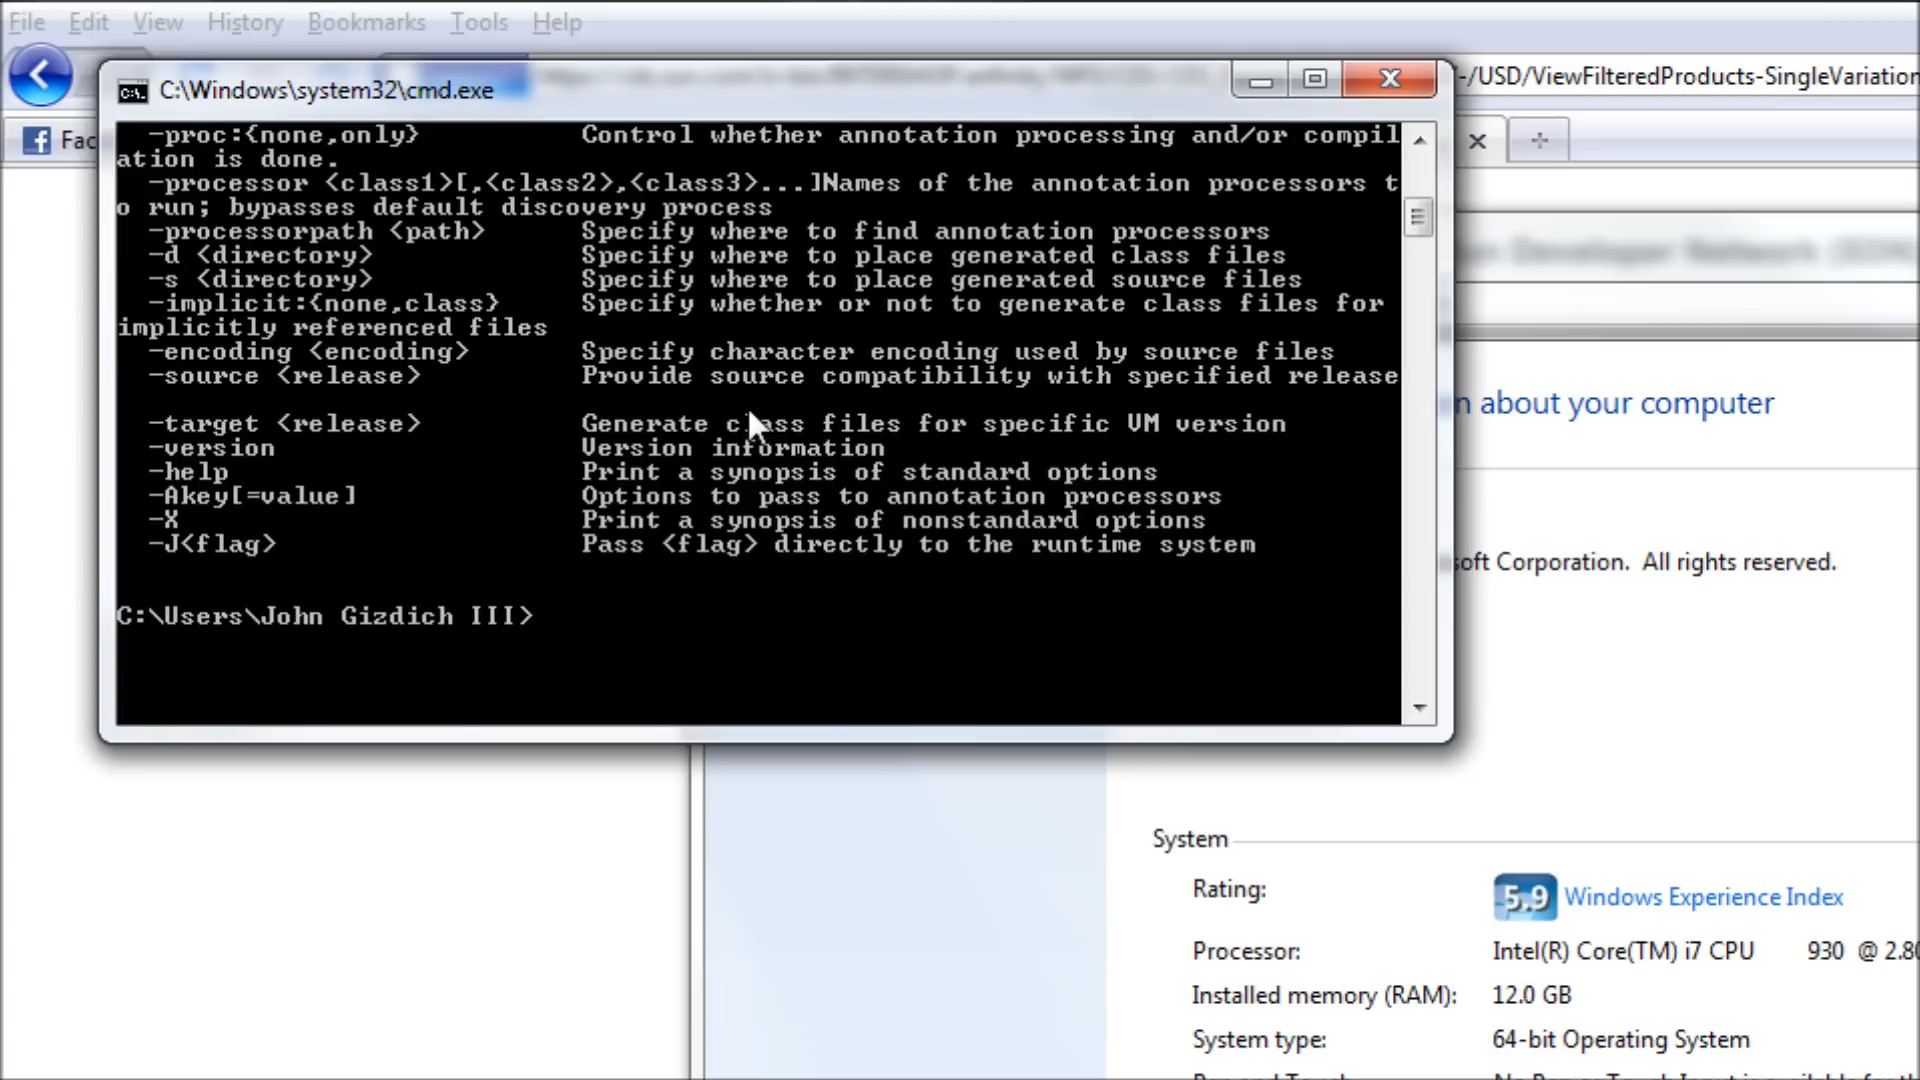 File Edit View History Bookmarks Tools Help
C:\Windows\system32\cmd.exe
-/USD/ViewFilteredProducts-SingleVariation
Fac
-proc:{none,only} Control whether annotation processing and/or compil
ation is done.
-processor <class1>[,<class2>,<class3>...]Names of the annotation processors t
o run; bypasses default discovery process
-processorpath <path> Specify where to find annotation processors
-d <directory> Specify where to place generated class files
-s <directory> Specify where to place generated source files
-implicit:{none,class} Specify whether or not to generate class files for
implicitly referenced files
-encoding <encoding> Specify character encoding used by source files
-source <release> Provide source compatibility with specified release
-target <release> Generate class files for specific VM version
-version Version information
-help Print a synopsis of standard options
-Akey[=value] Options to pass to annotation processors
-X Print a synopsis of nonstandard options
-J<flag> Pass <flag> directly to the runtime system
C:\Users\John Gizdich III>
Developer Network (SDN)
n about your computer
soft Corporation. All rights reserved.
System
Rating: 5.9 Windows Experience Index
Processor: Intel(R) Core(TM) i7 CPU 930 @ 2.80
Installed memory (RAM): 12.0 GB
System type: 64-bit Operating System